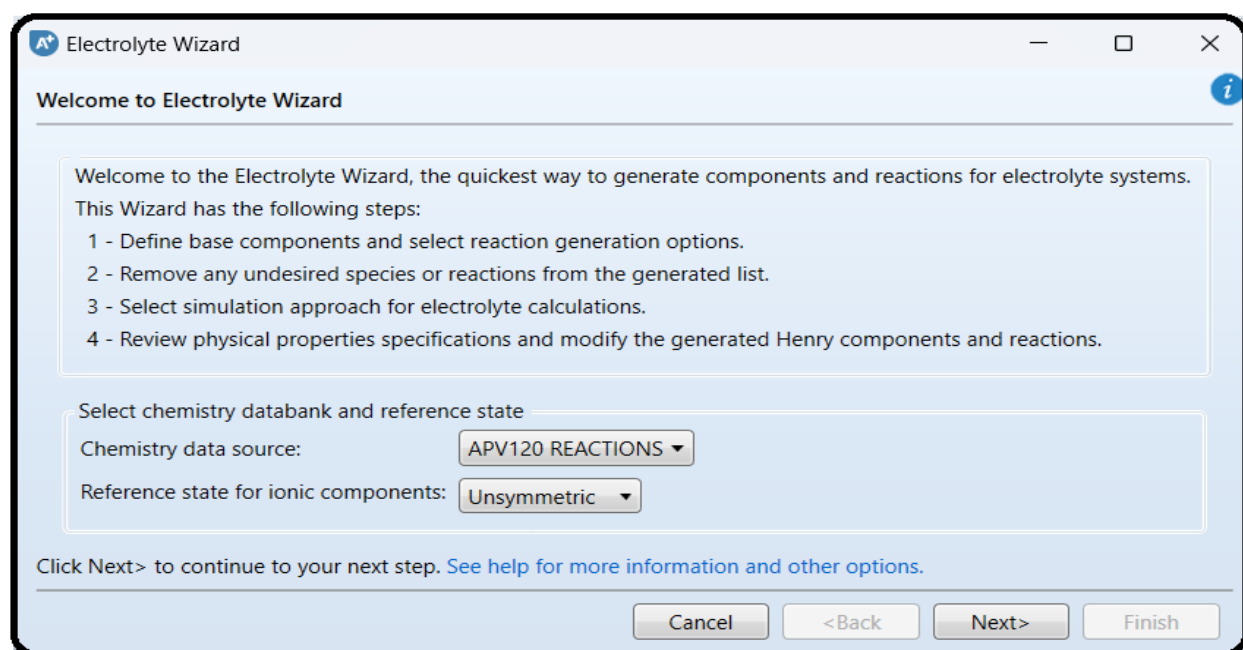 Electrolyte Wizard
Welcome to Electrolyte Wizard
Welcome to the Electrolyte Wizard, the quickest way to generate components and reactions for electrolyte systems.
This Wizard has the following steps:
1 - Define base components and select reaction generation options.
2 - Remove any undesired species or reactions from the generated list.
3 - Select simulation approach for electrolyte calculations.
4 - Review physical properties specifications and modify the generated Henry components and reactions.
Select chemistry databank and reference state
Chemistry data source: APV120 REACTIONS
Reference state for ionic components: Unsymmetric
Click Next> to continue to your next step. See help for more information and other options.
Cancel <Back Next> Finish